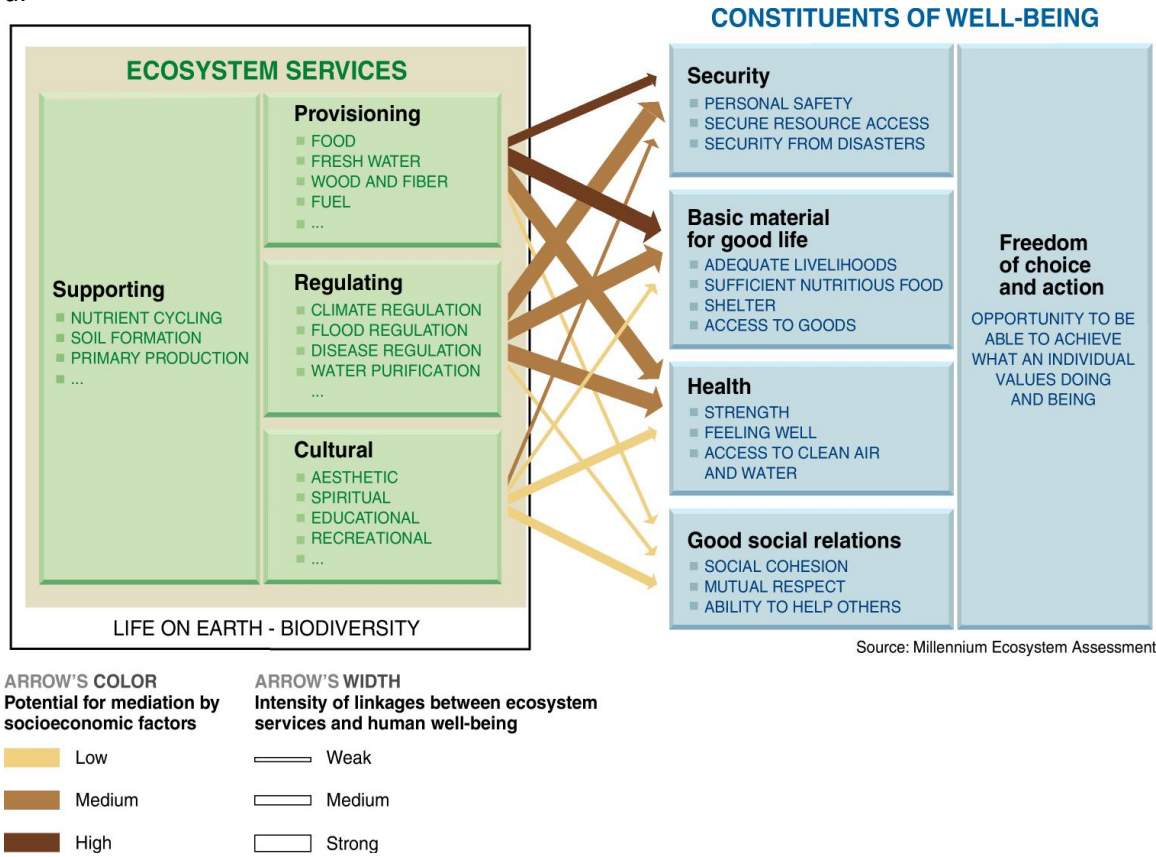 CONSTITUENTS OF WELL-BEING
ECOSYSTEM SERVICES
Supporting
NUTRIENT CYCLING
SOIL FORMATION
PRIMARY PRODUCTION
...
Provisioning
FOOD
FRESH WATER
WOOD AND FIBER
FUEL
...
Regulating
CLIMATE REGULATION
FLOOD REGULATION
DISEASE REGULATION
WATER PURIFICATION
...
Cultural
AESTHETIC
SPIRITUAL
EDUCATIONAL
RECREATIONAL
...
LIFE ON EARTH - BIODIVERSITY
Security
PERSONAL SAFETY
SECURE RESOURCE ACCESS
SECURITY FROM DISASTERS
Basic material
for good life
ADEQUATE LIVELIHOODS
SUFFICIENT NUTRITIOUS FOOD
SHELTER
ACCESS TO GOODS
Health
STRENGTH
FEELING WELL
ACCESS TO CLEAN AIR
AND WATER
Good social relations
SOCIAL COHESION
MUTUAL RESPECT
ABILITY TO HELP OTHERS
Freedom
of choice
and action
OPPORTUNITY TO BE
ABLE TO ACHIEVE
WHAT AN INDIVIDUAL
VALUES DOING
AND BEING
Source: Millennium Ecosystem Assessment
ARROW'S COLOR
Potential for mediation by
socioeconomic factors
Low
Medium
High
ARROW'S WIDTH
Intensity of linkages between ecosystem
services and human well-being
Weak
Medium
Strong